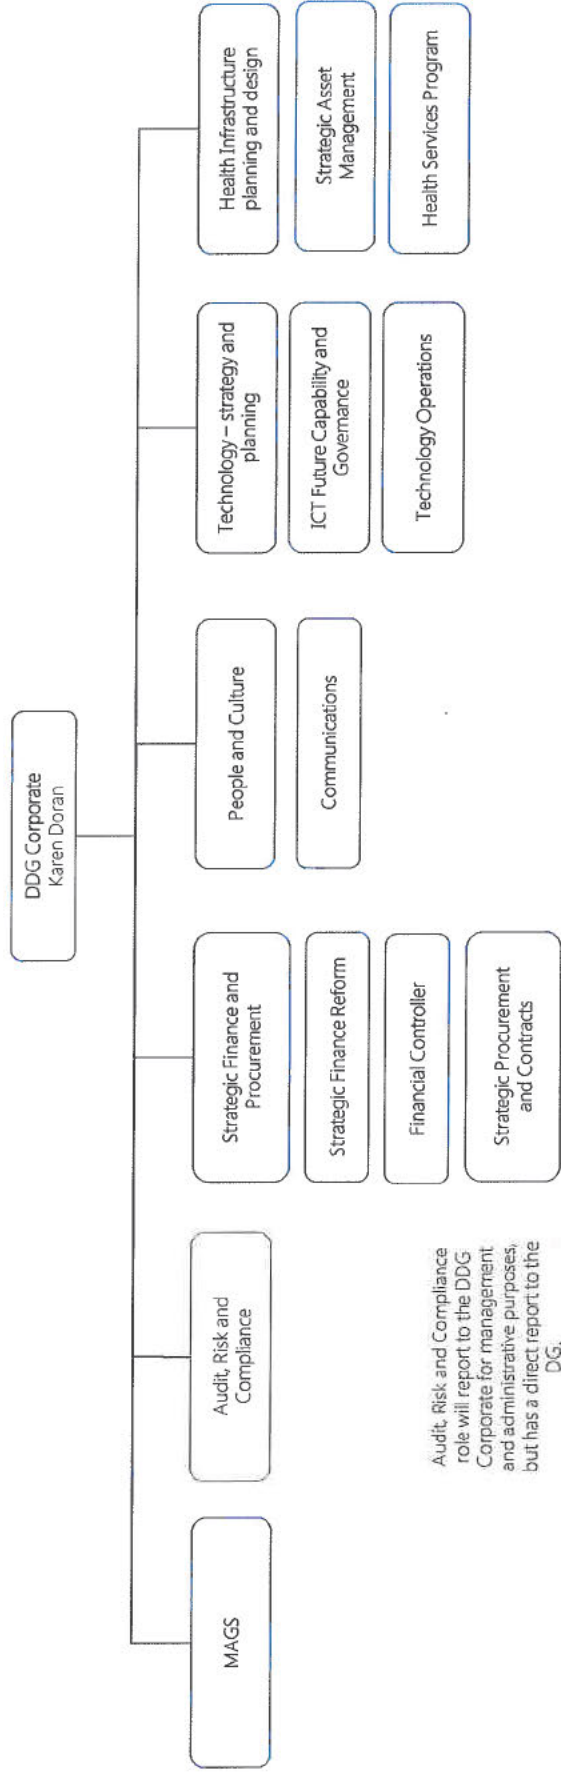 DDG Corporate
Karen Doran
MAGS
Audit, Risk and
Compliance
Audit, Risk and Compliance
role will report to the DDG
Corporate for management
and administrative purposes,
but has a direct report to the
DG.
Strategic Finance and
Procurement
Strategic Finance Reform
Financial Controller
Strategic Procurement
and Contracts
People and Culture
Communications
Technology – strategy and
planning
ICT Future Capability and
Governance
Technology Operations
Health Infrastructure
planning and design
Strategic Asset
Management
Health Services Program